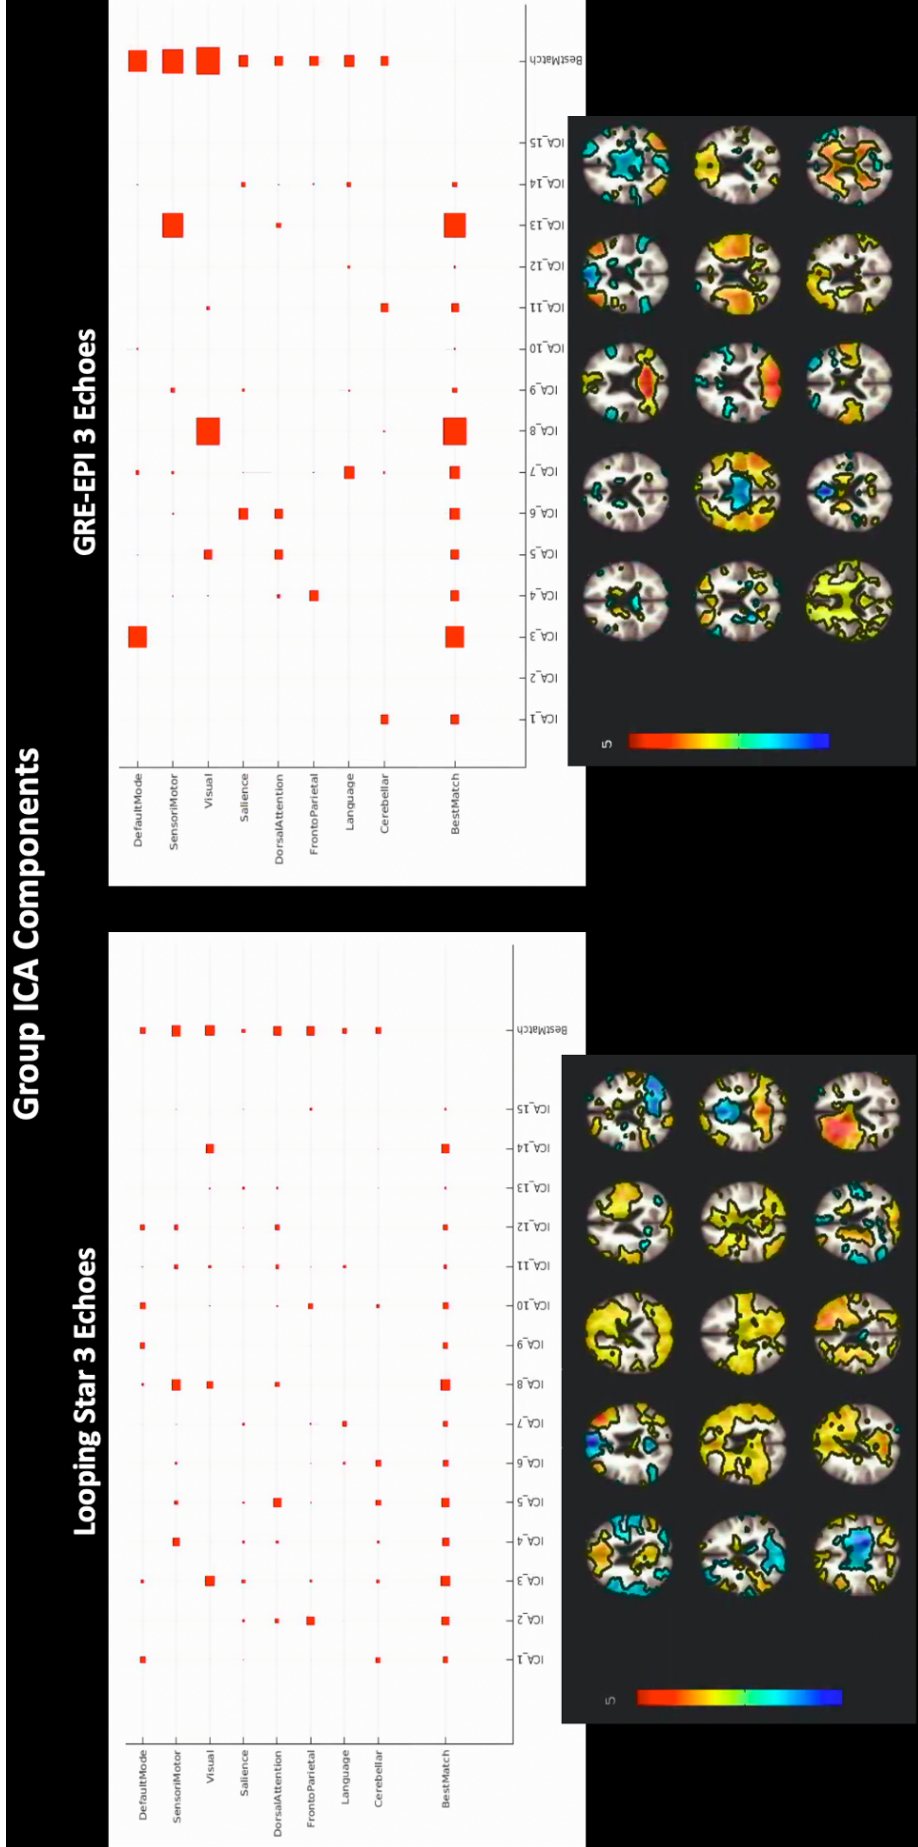 Group ICA Components
Looping Star 3 Echoes
DefaultMode
SensoriMotor
Visual
Salience
DorsalAttention
FrontoParietal
Language
Cerebellar
BestMatch
ICA_1
ICA_2
ICA_3
ICA_4
ICA_5
ICA_6
ICA_7
ICA_8
ICA_9
ICA_10
ICA_11
ICA_12
ICA_13
ICA_14
ICA_15
BestMatch
5
GRE-EPI 3 Echoes
DefaultMode
SensoriMotor
Visual
Salience
DorsalAttention
FrontoParietal
Language
Cerebellar
BestMatch
ICA_1
ICA_2
ICA_3
ICA_4
ICA_5
ICA_6
ICA_7
ICA_8
ICA_9
ICA_10
ICA_11
ICA_12
ICA_13
ICA_14
ICA_15
BestMatch
5